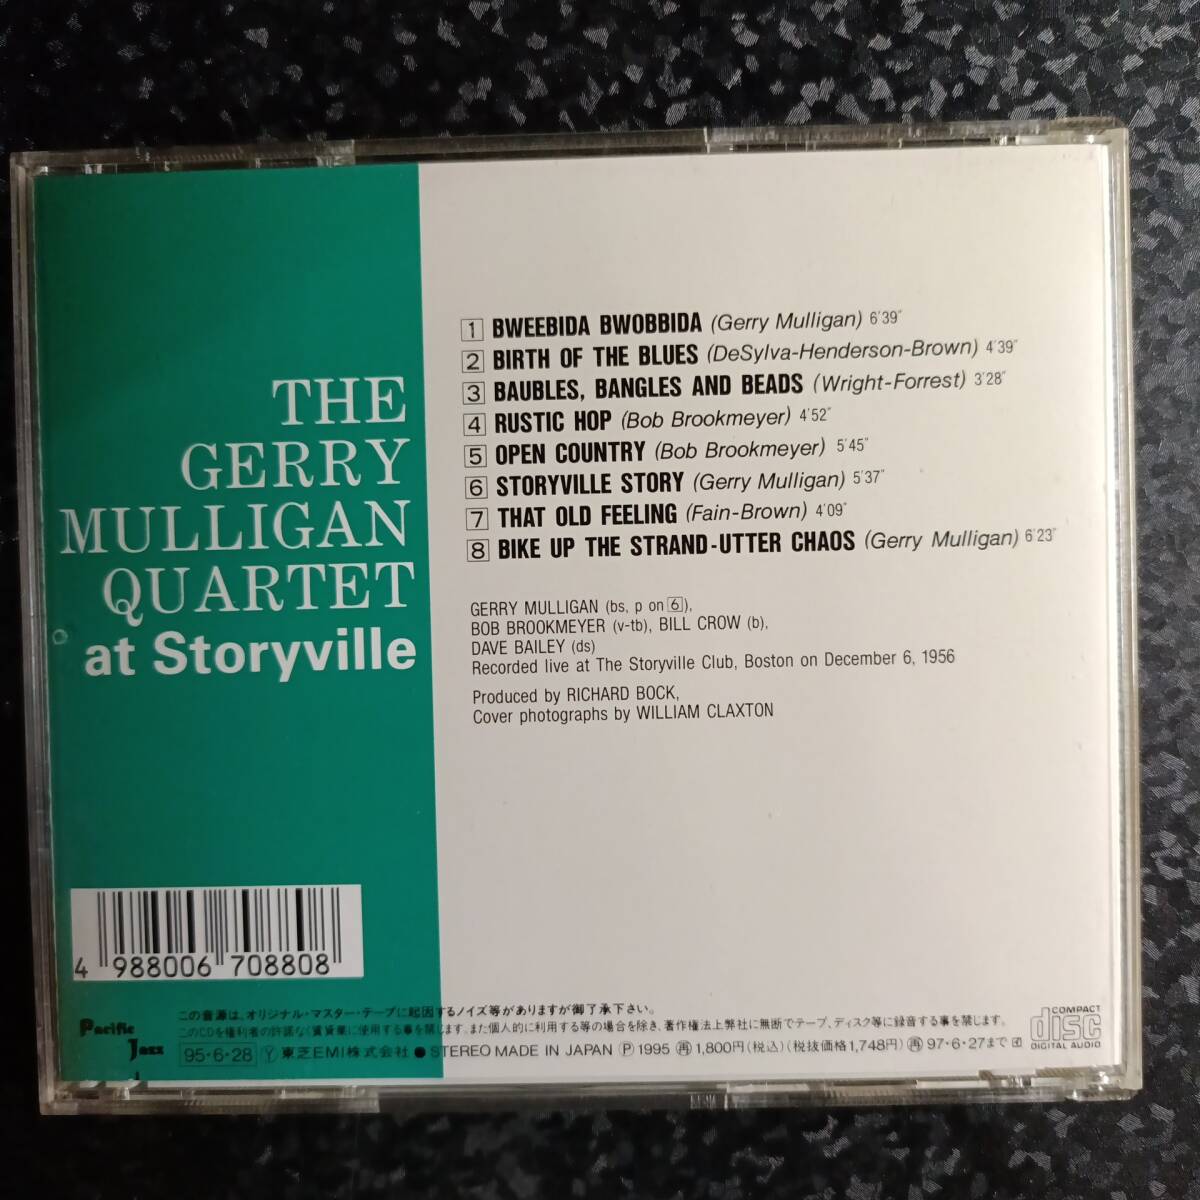 THE
GERRY
MULLIGAN
QUARTET
at Storyville
1 BWEEBIDA BWOBBIDA (Gerry Mulligan) 6'39"
2 BIRTH OF THE BLUES (DeSylva-Henderson-Brown) 4'39"
3 BAUBLES, BANGLES AND BEADS (Wright-Forrest) 3'28"
4 RUSTIC HOP (Bob Brookmeyer) 4'52"
5 OPEN COUNTRY (Bob Brookmeyer) 5'45"
6 STORYVILLE STORY (Gerry Mulligan) 5'37"
7 THAT OLD FEELING (Fain-Brown) 4'09"
8 BIKE UP THE STRAND-UTTER CHAOS (Gerry Mulligan) 6'23"
GERRY MULLIGAN (bs, p on 6),
BOB BROOKMEYER (v-tb), BILL CROW (b),
DAVE BAILEY (ds)
Recorded live at The Storyville Club, Boston on December 6, 1956
Produced by RICHARD BOCK,
Cover photographs by WILLIAM CLAXTON
4 988006 708808
この音源は、オリジナル・マスター・テープに起因するノイズ等がありますが御了承下さい。
このCDを権利者の許諾なく賃貸業に使用する事を禁じます。また個人的に利用する等の場合を除き、著作権法上弊社に無断でテープ、ディスク等に録音する事を禁じます。
95・6・28 Ⓨ 東芝EMI株式会社 ● STEREO MADE IN JAPAN Ⓟ 1995 ㊞ 1,800円(税込)(税抜価格1,748円) 再 97・6・27まで
Pacific
Jazz
COMPACT
disc
DIGITAL AUDIO